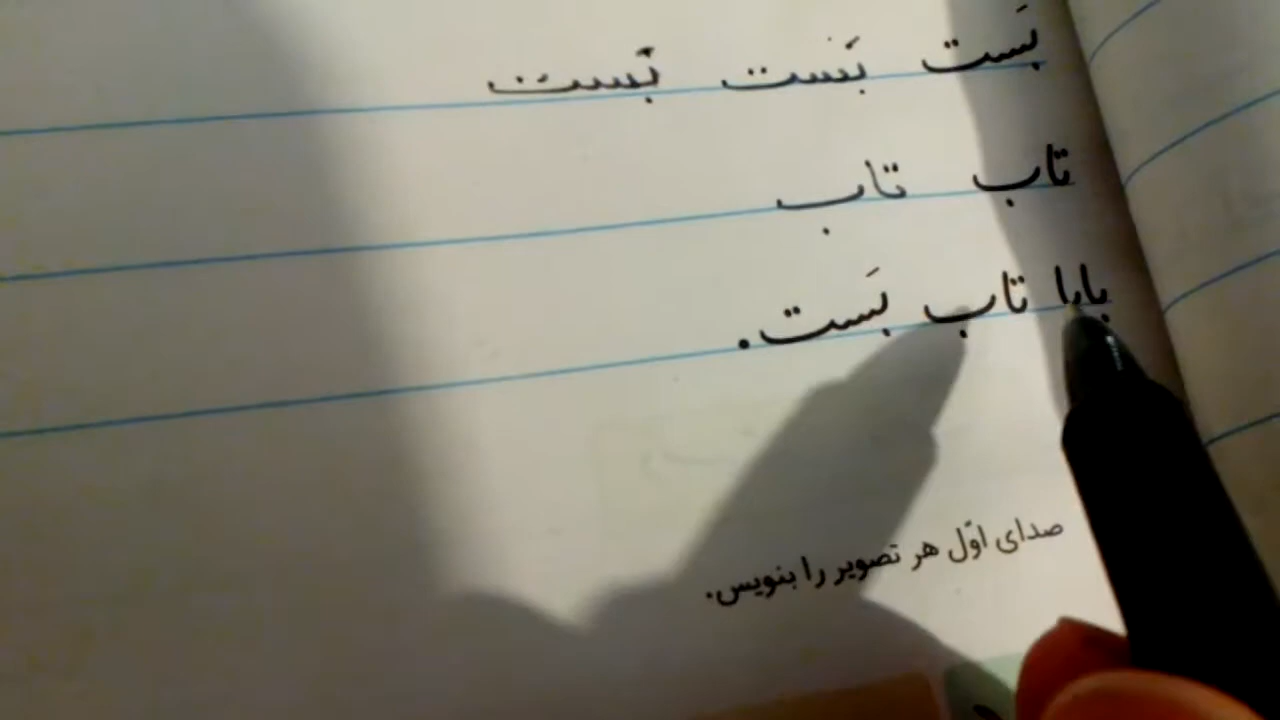 بَست بَست بَست
تاب تاب
بابا تاب بَست.
صدای اوّل هر تصویر را بنویس.